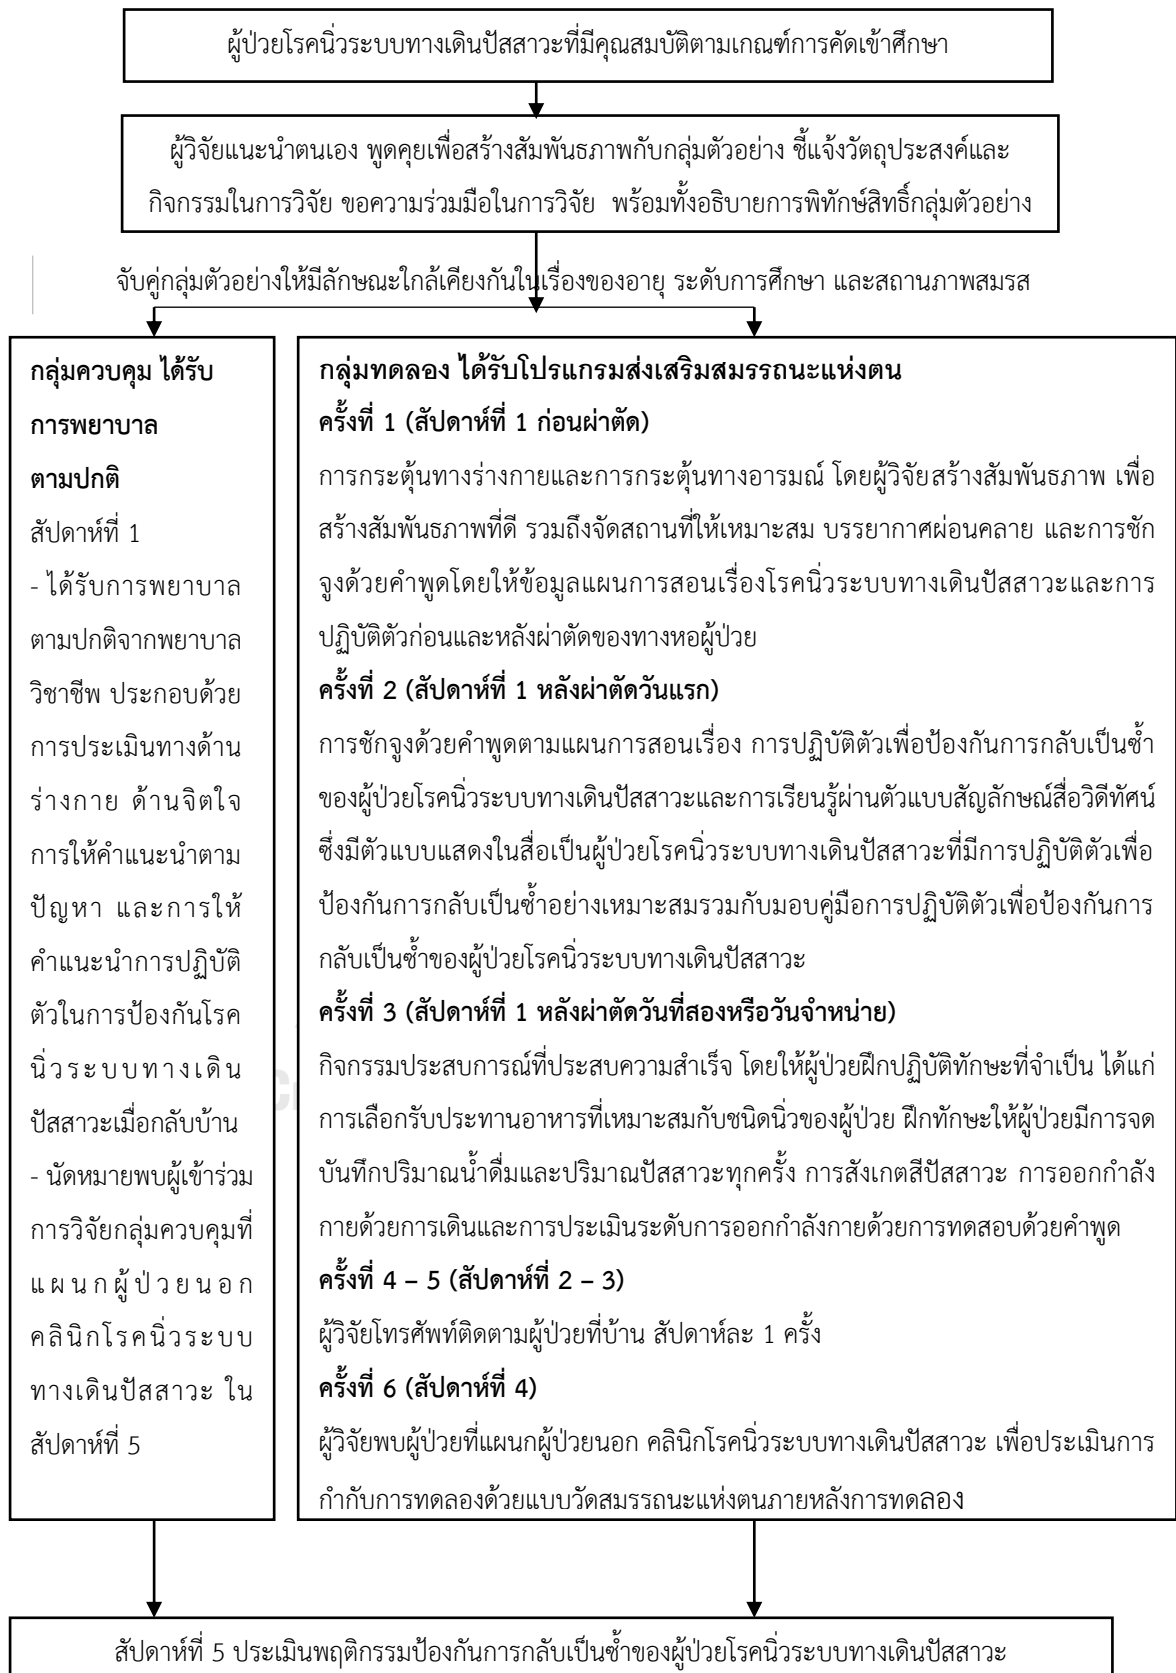 ผู้ป่วยโรคนิ่วระบบทางเดินปัสสาวะที่มีคุณสมบัติตามเกณฑ์การคัดเข้าศึกษา
ผู้วิจัยแนะนำตนเอง พูดคุยเพื่อสร้างสัมพันธภาพกับกลุ่มตัวอย่าง ชี้แจ้งวัตถุประสงค์และ
กิจกรรมในการวิจัย ขอความร่วมมือในการวิจัย พร้อมทั้งอธิบายการพิทักษ์สิทธิ์กลุ่มตัวอย่าง
จับคู่กลุ่มตัวอย่างให้มีลักษณะใกล้เคียงกันในเรื่องของอายุ ระดับการศึกษา และสถานภาพสมรส
กลุ่มควบคุม ได้รับ
การพยาบาล
ตามปกติ
สัปดาห์ที่ 1
- ได้รับการพยาบาล
ตามปกติจากพยาบาล
วิชาชีพ ประกอบด้วย
การประเมินทางด้าน
ร่างกาย ด้านจิตใจ
การให้คำแนะนำตาม
ปัญหา และการให้
คำแนะนำการปฏิบัติ
ตัวในการป้องกันโรค
นิ่วระบบทางเดิน
ปัสสาวะเมื่อกลับบ้าน
- นัดหมายพบผู้เข้าร่วม
การวิจัยกลุ่มควบคุมที่
แผนกผู้ป่วยนอก
คลินิกโรคนิ่วระบบ
ทางเดินปัสสาวะ ใน
สัปดาห์ที่ 5
กลุ่มทดลอง ได้รับโปรแกรมส่งเสริมสมรรถนะแห่งตน
ครั้งที่ 1 (สัปดาห์ที่ 1 ก่อนผ่าตัด)
การกระตุ้นทางร่างกายและการกระตุ้นทางอารมณ์ โดยผู้วิจัยสร้างสัมพันธภาพ เพื่อ
สร้างสัมพันธภาพที่ดี รวมถึงจัดสถานที่ให้เหมาะสม บรรยากาศผ่อนคลาย และการชัก
จูงด้วยคำพูดโดยให้ข้อมูลแผนการสอนเรื่องโรคนิ่วระบบทางเดินปัสสาวะและการ
ปฏิบัติตัวก่อนและหลังผ่าตัดของทางหอผู้ป่วย
ครั้งที่ 2 (สัปดาห์ที่ 1 หลังผ่าตัดวันแรก)
การชักจูงด้วยคำพูดตามแผนการสอนเรื่อง การปฏิบัติตัวเพื่อป้องกันการกลับเป็นซ้ำ
ของผู้ป่วยโรคนิ่วระบบทางเดินปัสสาวะและการเรียนรู้ผ่านตัวแบบสัญลักษณ์สื่อวิดีทัศน์
ซึ่งมีตัวแบบแสดงในสื่อเป็นผู้ป่วยโรคนิ่วระบบทางเดินปัสสาวะที่มีการปฏิบัติตัวเพื่อ
ป้องกันการกลับเป็นซ้ำอย่างเหมาะสมรวมกับมอบคู่มือการปฏิบัติตัวเพื่อป้องกันการ
กลับเป็นซ้ำของผู้ป่วยโรคนิ่วระบบทางเดินปัสสาวะ
ครั้งที่ 3 (สัปดาห์ที่ 1 หลังผ่าตัดวันที่สองหรือวันจำหน่าย)
กิจกรรมประสบการณ์ที่ประสบความสำเร็จ โดยให้ผู้ป่วยฝึกปฏิบัติทักษะที่จำเป็น ได้แก่
การเลือกรับประทานอาหารที่เหมาะสมกับชนิดนิ่วของผู้ป่วย ฝึกทักษะให้ผู้ป่วยมีการจด
บันทึกปริมาณน้ำดื่มและปริมาณปัสสาวะทุกครั้ง การสังเกตสีปัสสาวะ การออกกำลัง
กายด้วยการเดินและการประเมินระดับการออกกำลังกายด้วยการทดสอบด้วยคำพูด
ครั้งที่ 4 – 5 (สัปดาห์ที่ 2 – 3)
ผู้วิจัยโทรศัพท์ติดตามผู้ป่วยที่บ้าน สัปดาห์ละ 1 ครั้ง
ครั้งที่ 6 (สัปดาห์ที่ 4)
ผู้วิจัยพบผู้ป่วยที่แผนกผู้ป่วยนอก คลินิกโรคนิ่วระบบทางเดินปัสสาวะ เพื่อประเมินการ
กำกับการทดลองด้วยแบบวัดสมรรถนะแห่งตนภายหลังการทดลอง
สัปดาห์ที่ 5 ประเมินพฤติกรรมป้องกันการกลับเป็นซ้ำของผู้ป่วยโรคนิ่วระบบทางเดินปัสสาวะ